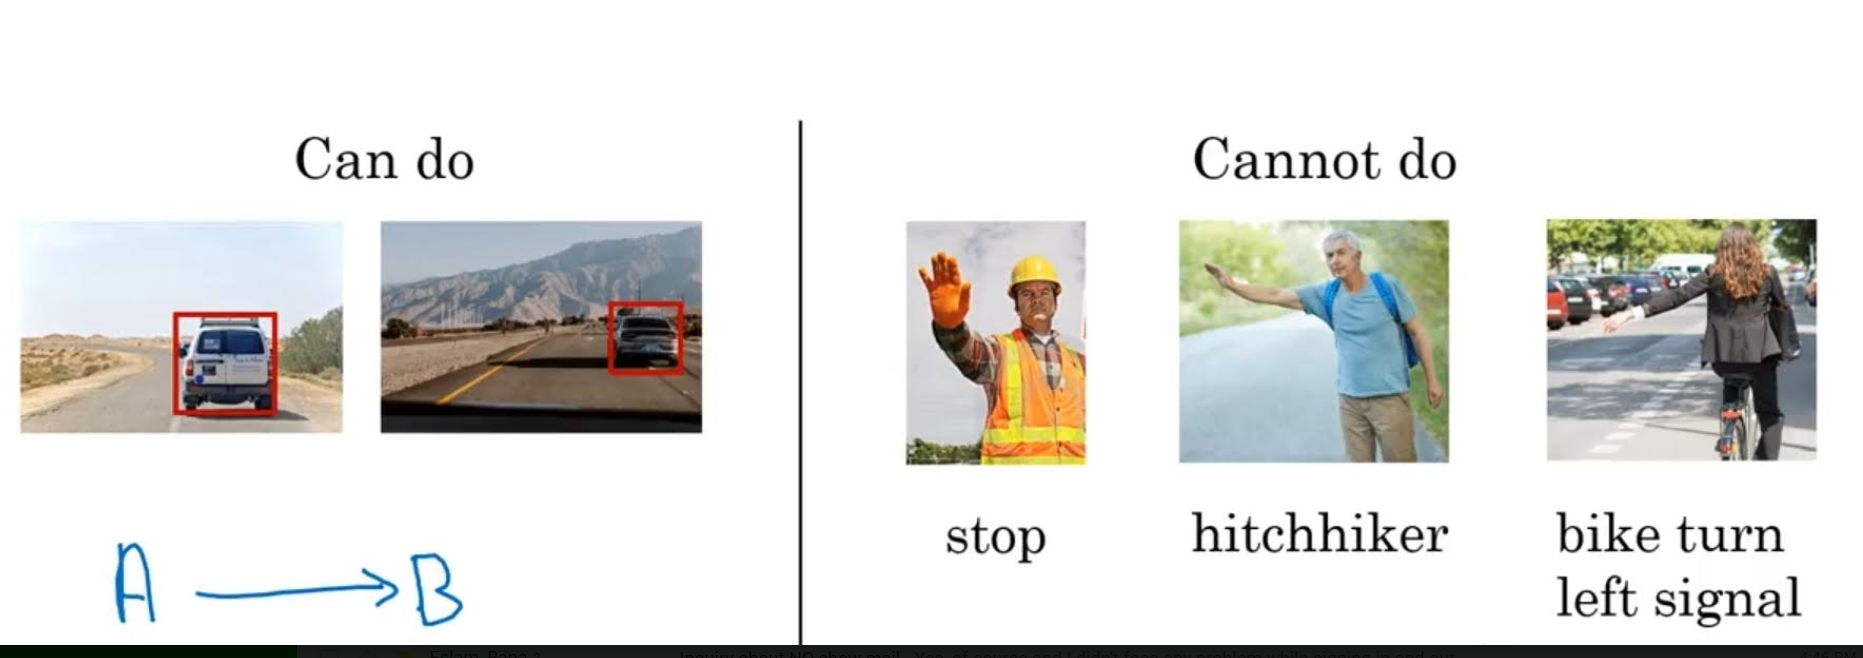 Can do
Cannot do
stop
hitchhiker
bike turn
left signal
A → B